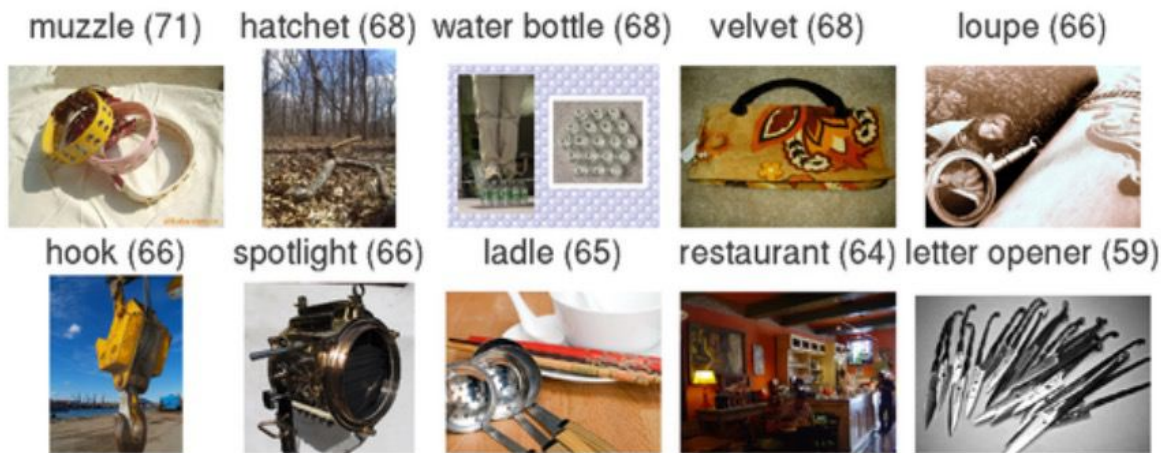 muzzle (71) hatchet (68) water bottle (68) velvet (68) loupe (66)
hook (66) spotlight (66) ladle (65) restaurant (64) letter opener (59)